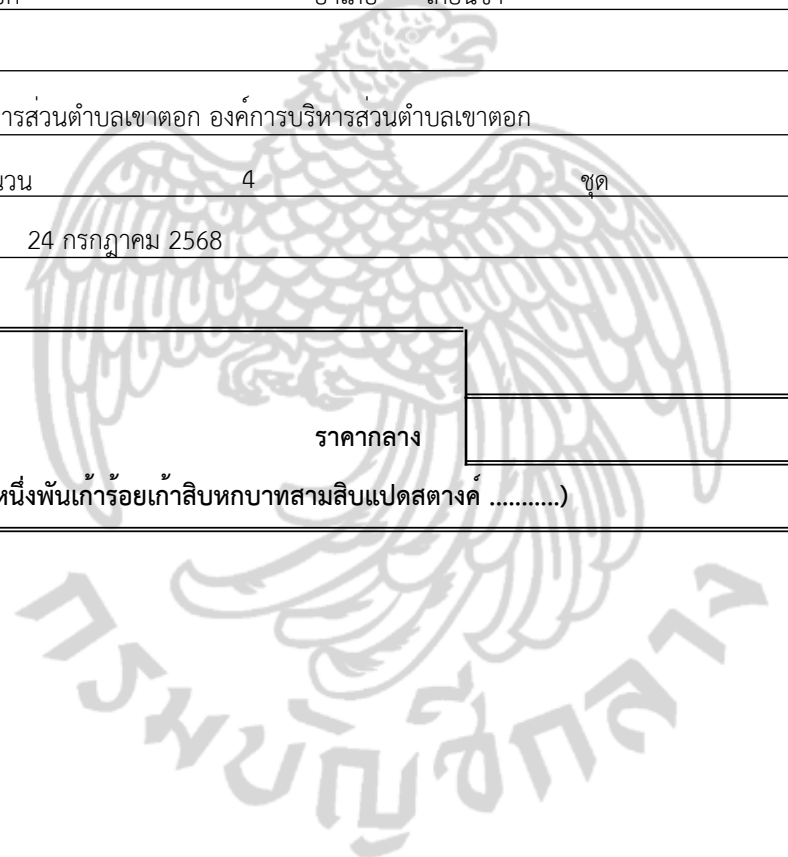 ารส่วนตำบลเขาตอก องค์การบริหารส่วนตำบลเขาตอก
นวน 4 ชุด
24 กรกฎาคม 2568
ราคากลาง
หนึ่งพันเก้าร้อยเก้าสิบหกบาทสามสิบแปดสตางค์ ...........)
กรมบัญชีกลาง